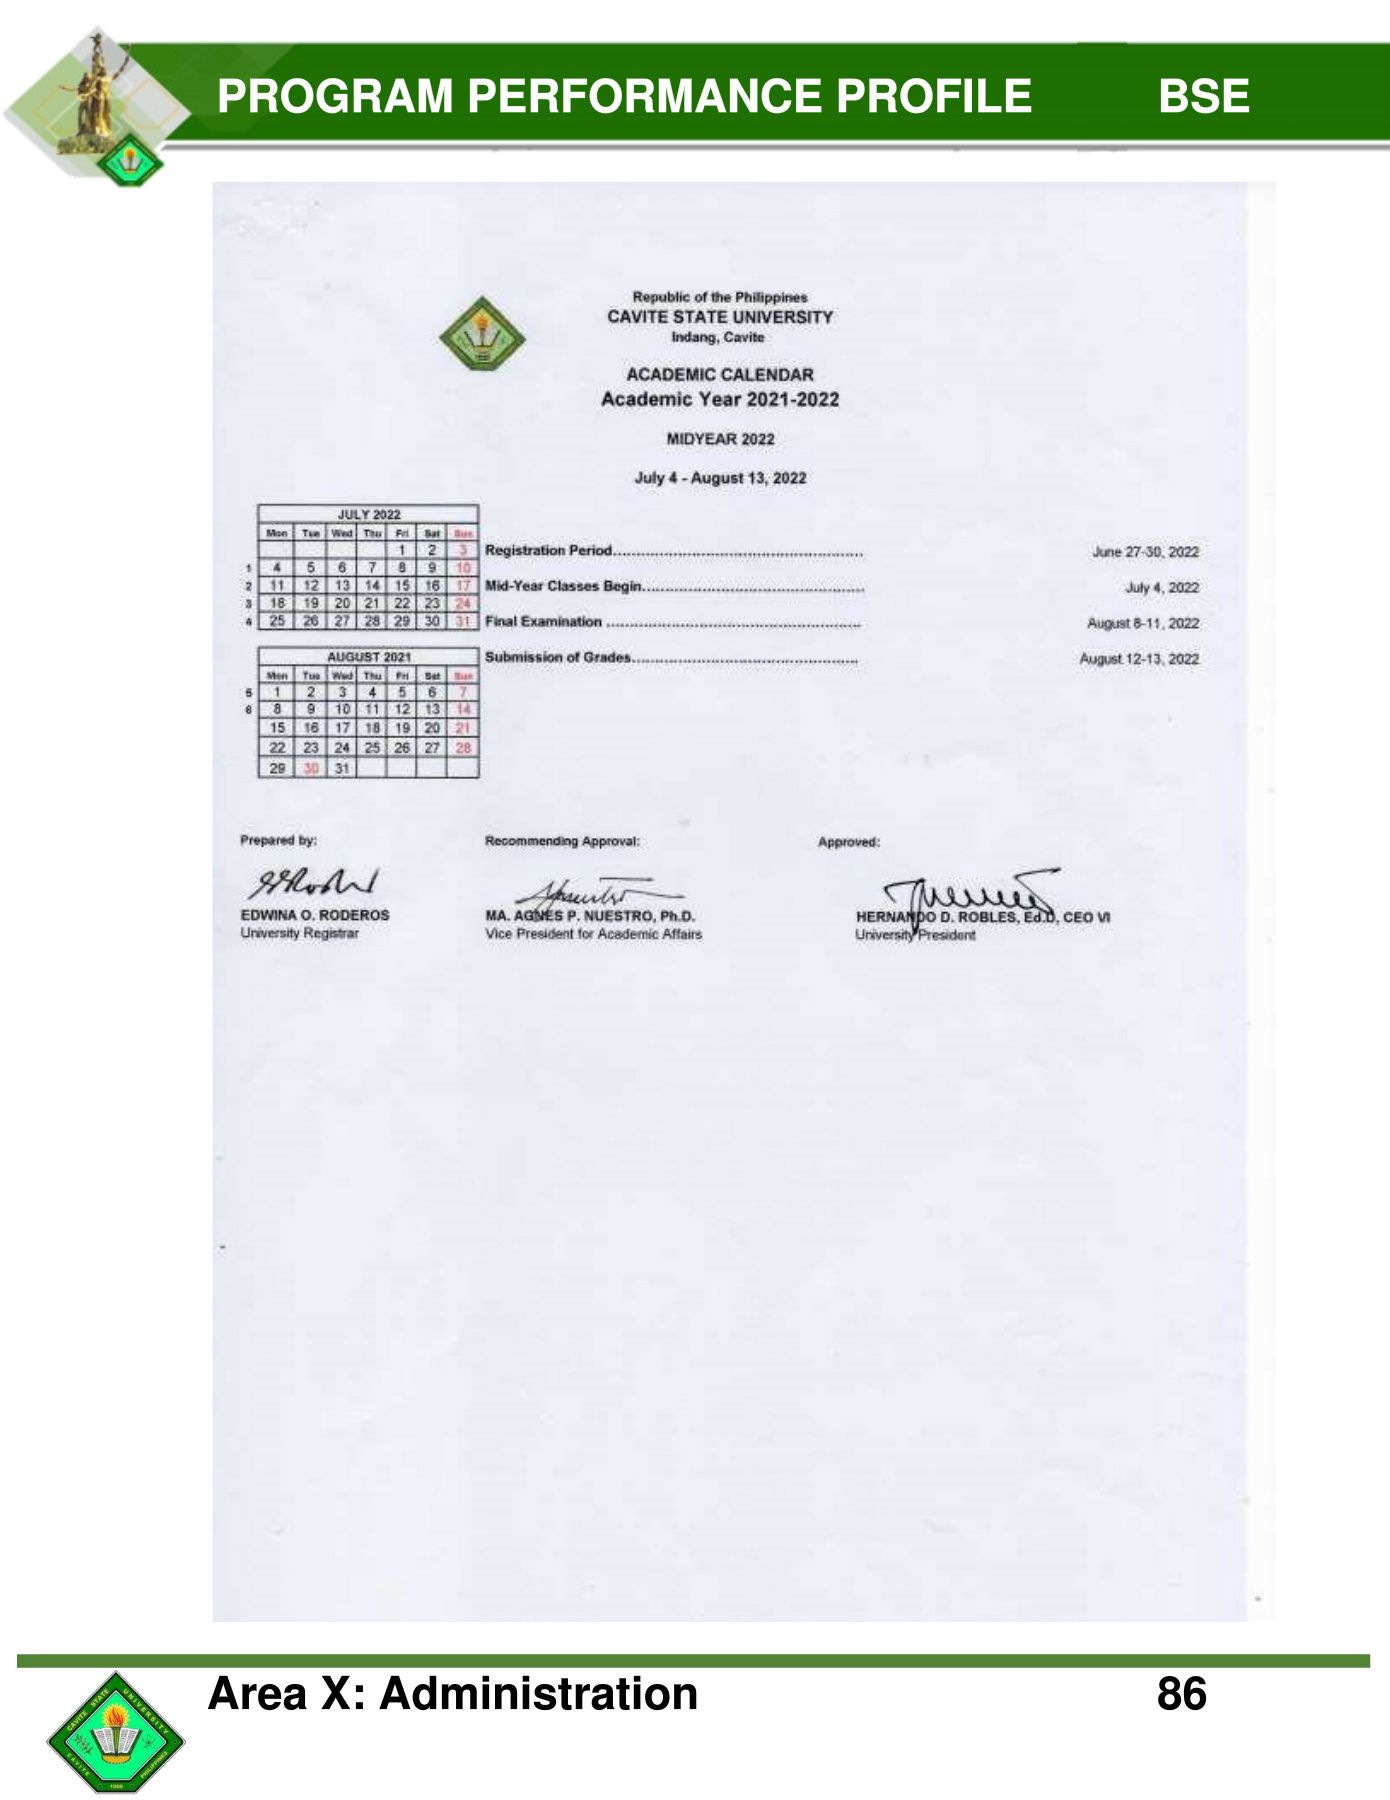 PROGRAM PERFORMANCE PROFILE BSE
Republic of the Philippines
CAVITE STATE UNIVERSITY
Indang, Cavite
ACADEMIC CALENDAR
Academic Year 2021-2022
MIDYEAR 2022
July 4 - August 13, 2022
JULY 2022
Mon Tue Wed Thu Fri Sat Sun
1 2 3
1 4 5 6 7 8 9 10
2 11 12 13 14 15 16 17
3 18 19 20 21 22 23 24
4 25 26 27 28 29 30 31
Registration Period.................................................... June 27-30, 2022
Mid-Year Classes Begin.............................................. July 4, 2022
Final Examination ..................................................... August 8-11, 2022
Submission of Grades............................................... August 12-13, 2022
AUGUST 2021
Mon Tue Wed Thu Fri Sat Sun
5 1 2 3 4 5 6 7
6 8 9 10 11 12 13 14
15 16 17 18 19 20 21
22 23 24 25 26 27 28
29 30 31
Prepared by: Recommending Approval: Approved:
EDWINA O. RODEROS MA. AGNES P. NUESTRO, Ph.D. HERNANDO D. ROBLES, Ed.D, CEO VI
University Registrar Vice President for Academic Affairs University President
Area X: Administration 86
CAVITE STATE UNIVERSITY
CAVITE PHILIPPINES
1906